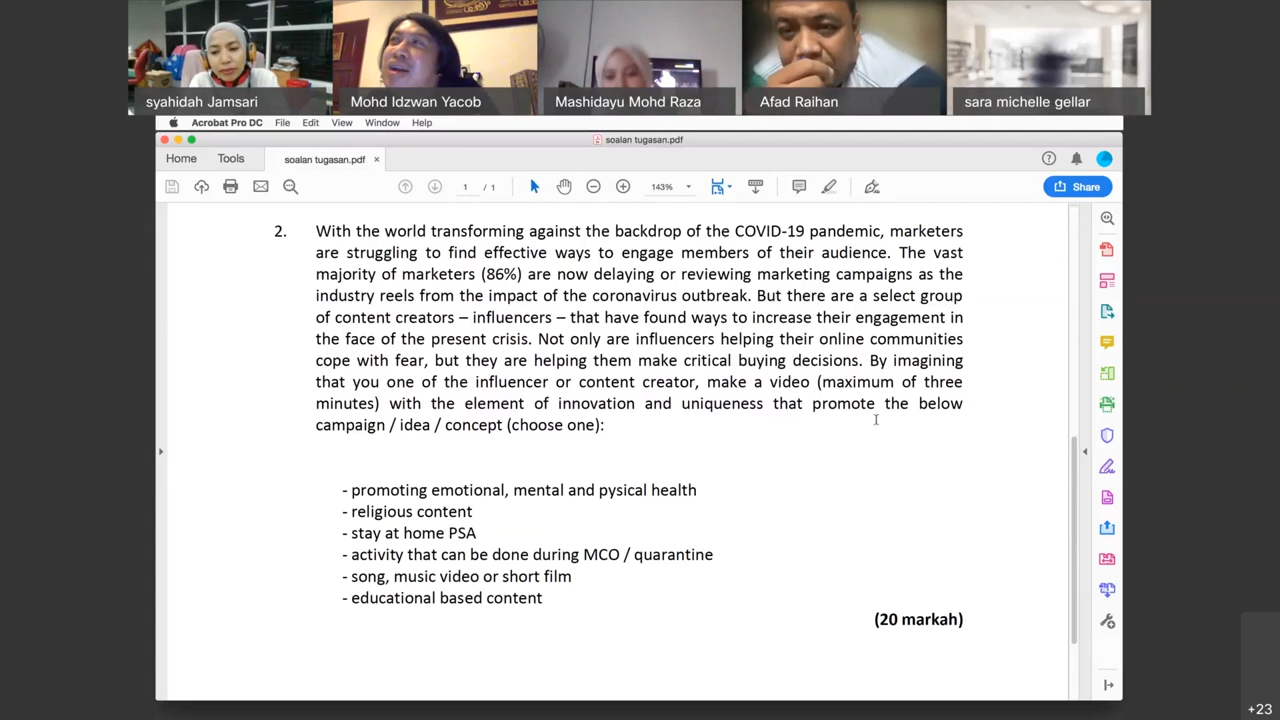 syahidah Jamsari
Mohd Idzwan Yacob
Mashidayu Mohd Raza
Afad Raihan
sara michelle gellar
Acrobat Pro DC File Edit View Window Help
soalan tugasan.pdf
Home Tools soalan tugasan.pdf ×
1 / 1 143% Share
2. With the world transforming against the backdrop of the COVID-19 pandemic, marketers
are struggling to find effective ways to engage members of their audience. The vast
majority of marketers (86%) are now delaying or reviewing marketing campaigns as the
industry reels from the impact of the coronavirus outbreak. But there are a select group
of content creators – influencers – that have found ways to increase their engagement in
the face of the present crisis. Not only are influencers helping their online communities
cope with fear, but they are helping them make critical buying decisions. By imagining
that you one of the influencer or content creator, make a video (maximum of three
minutes) with the element of innovation and uniqueness that promote the below
campaign / idea / concept (choose one):
- promoting emotional, mental and pysical health
- religious content
- stay at home PSA
- activity that can be done during MCO / quarantine
- song, music video or short film
- educational based content
(20 markah)
+23